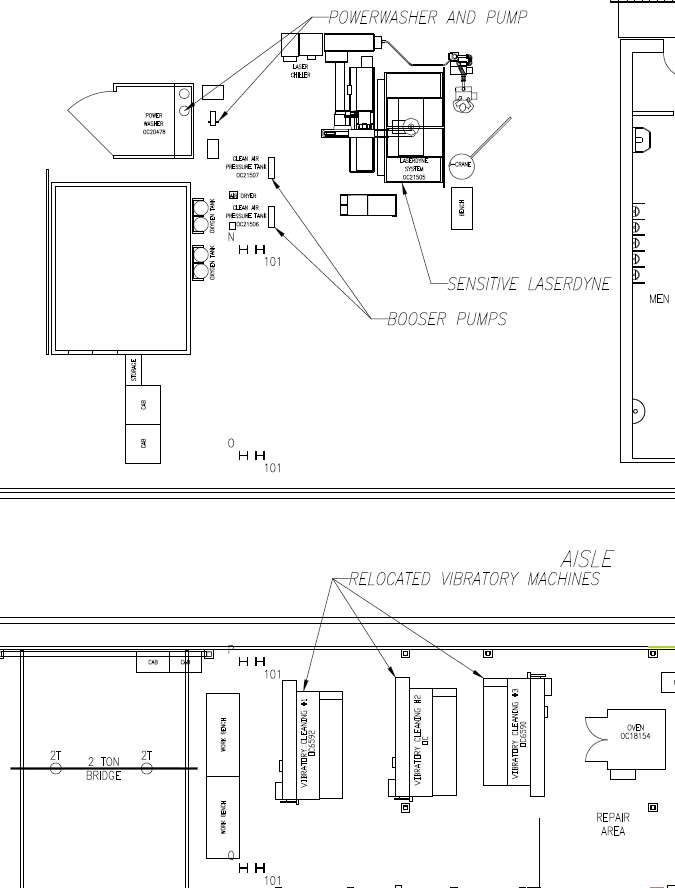 POWERWASHER AND PUMP
LASER
CHILLER
POWER
WASHER
OC20478
CLEAN AIR
PRESSURE TANK
OC21507
LASERDYNE
SYSTEM
OC21505
CRANE
AIR DRYER
CLEAN AIR
PRESSURE TANK
OC21506
OXYGEN TANK
OXYGEN TANK
BENCH
N
101
SENSITIVE LASERDYNE
MEN
BOOSER PUMPS
STORAGE
CAB
CAB
O
101
AISLE
RELOCATED VIBRATORY MACHINES
P
CAB
CAB
101
VIBRATORY CLEANING #1
OC6592
VIBRATORY CLEANING #2
OC
VIBRATORY CLEANING #3
OC6590
OVEN
OC18154
WORK BENCH
2T
2 TON
2T
BRIDGE
WORK BENCH
REPAIR
AREA
Q
101